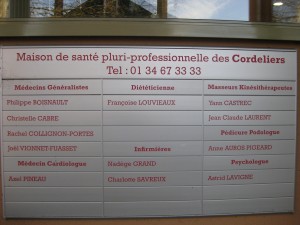 Maison de santé pluri-professionnelle des Cordeliers
Tel : 01 34 67 33 33
Médecins Généralistes
Philippe BOISNAULT
Christelle CABRE
Rachel COLLIGNON-PORTES
Joël VIGNNET-FUASSET
Médecin Cardiologue
Axel PINEAU
Diététicienne
Françoise LOUVIEAUX
Infirmières
Nadège GRAND
Charlotte SAVREUX
Masseurs Kinésithérapeutes
Yann CASTREC
Jean Claude LAURENT
Pédicure Podologue
Anne AUROS PIGEARD
Psychologue
Astrid LAVIGNE